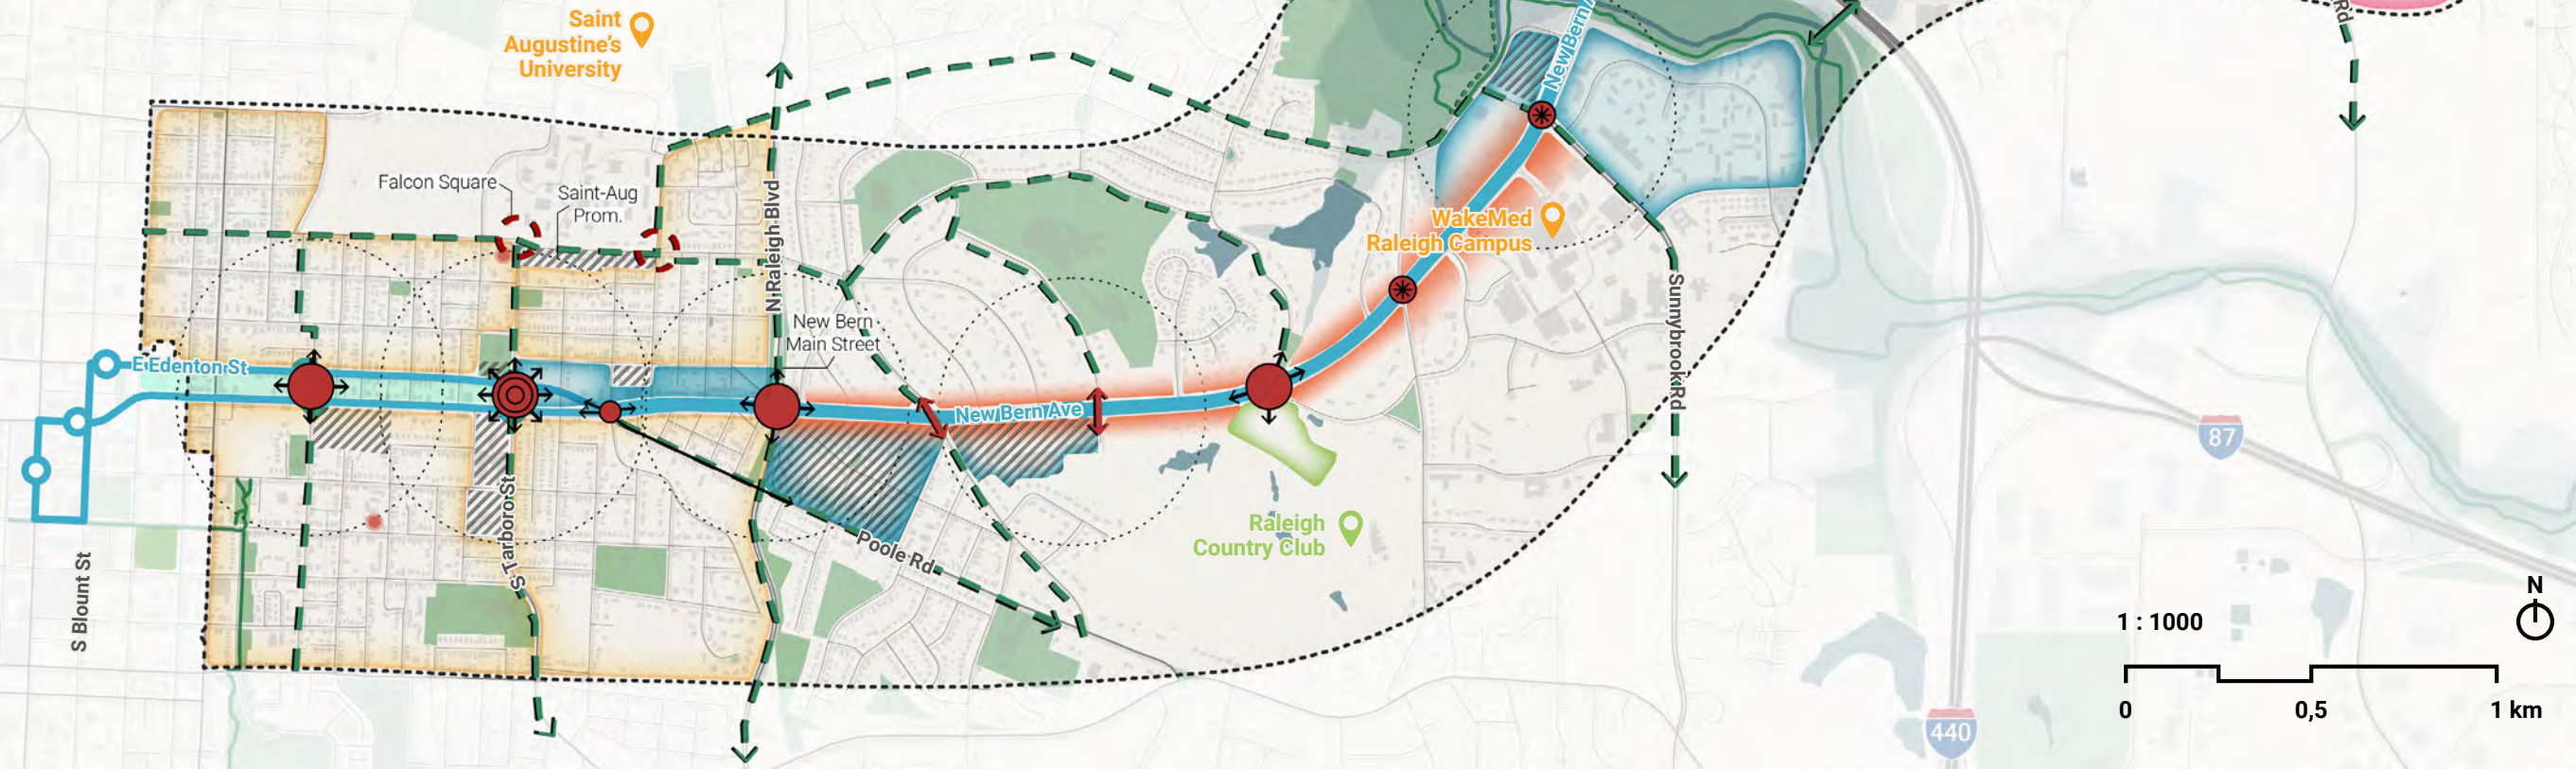 Saint
Augustine's
University
New Bern
Rd
Falcon Square
Saint-Aug
Prom.
N Raleigh Blvd
WakeMed
Raleigh Campus
Sunnybrook Rd
New Bern
Main Street
E Edenton St
New Bern Ave
87
S Tarboro St
Raleigh
Country Club
Poole Rd
S Blount St
N
1 : 1000
440
0
0,5
1 km